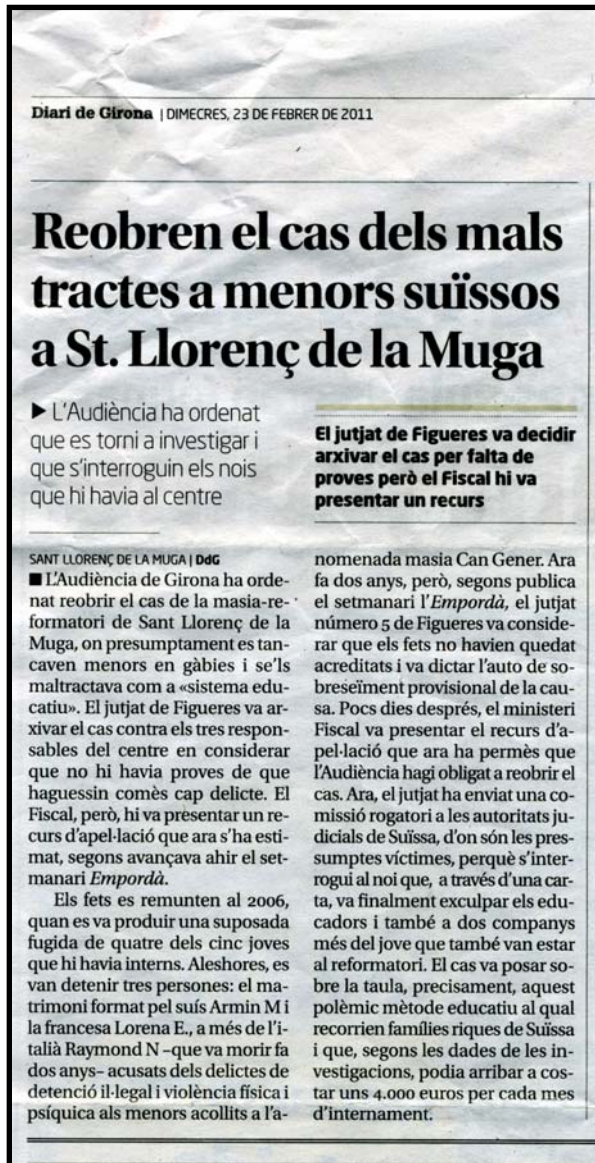 Diari de Girona | DIMECRES, 23 DE FEBRER DE 2011
Reobren el cas dels mals
tractes a menors suïssos
a St. Llorenç de la Muga
▶ L'Audiència ha ordenat
que es torni a investigar i
que s'interroguin els nois
que hi havia al centre
El jutjat de Figueres va decidir
arxivar el cas per falta de
proves però el Fiscal hi va
presentar un recurs
SANT LLORENÇ DE LA MUGA | DdG
■ L'Audiència de Girona ha orde-
nat reobrir el cas de la masia-re-
formatori de Sant Llorenç de la
Muga, on presumptament es tan-
caven menors en gàbies i se'ls
maltractava com a «sistema edu-
catiu». El jutjat de Figueres va ar-
xivar el cas contra els tres respon-
sables del centre en considerar
que no hi havia proves de que
haguessin comès cap delicte. El
Fiscal, però, hi va presentar un re-
curs d'apel·lació que ara s'ha esti-
mat, segons avançava ahir el set-
manari Empordà.
Els fets es remunten al 2006,
quan es va produir una suposada
fugida de quatre dels cinc joves
que hi havia interns. Aleshores, es
van detenir tres persones: el ma-
trimoni format pel suís Armin M i
la francesa Lorena E., a més de l'i-
talià Raymond N –que va morir fa
dos anys– acusats dels delictes de
detenció il·legal i violència física i
psíquica als menors acollits a l'a-
nomenada masia Can Gener. Ara
fa dos anys, però, segons publica
el setmanari l'Empordà, el jutjat
número 5 de Figueres va conside-
rar que els fets no havien quedat
acreditats i va dictar l'auto de so-
breseïment provisional de la cau-
sa. Pocs dies després, el ministeri
Fiscal va presentar el recurs d'a-
pel·lació que ara ha permès que
l'Audiència hagi obligat a reobrir el
cas. Ara, el jutjat ha enviat una co-
missió rogatori a les autoritats ju-
dicials de Suïssa, d'on són les pres-
sumptes víctimes, perquè s'inter-
rogui al noi que, a través d'una car-
ta, va finalment exculpar els edu-
cadors i també a dos companys
més del jove que també van estar
al reformatori. El cas va posar so-
bre la taula, precisament, aquest
polèmic mètode educatiu al qual
recorrien famílies riques de Suïssa
i que, segons les dades de les in-
vestigacions, podia arribar a cos-
tar uns 4.000 euros per cada mes
d'internament.